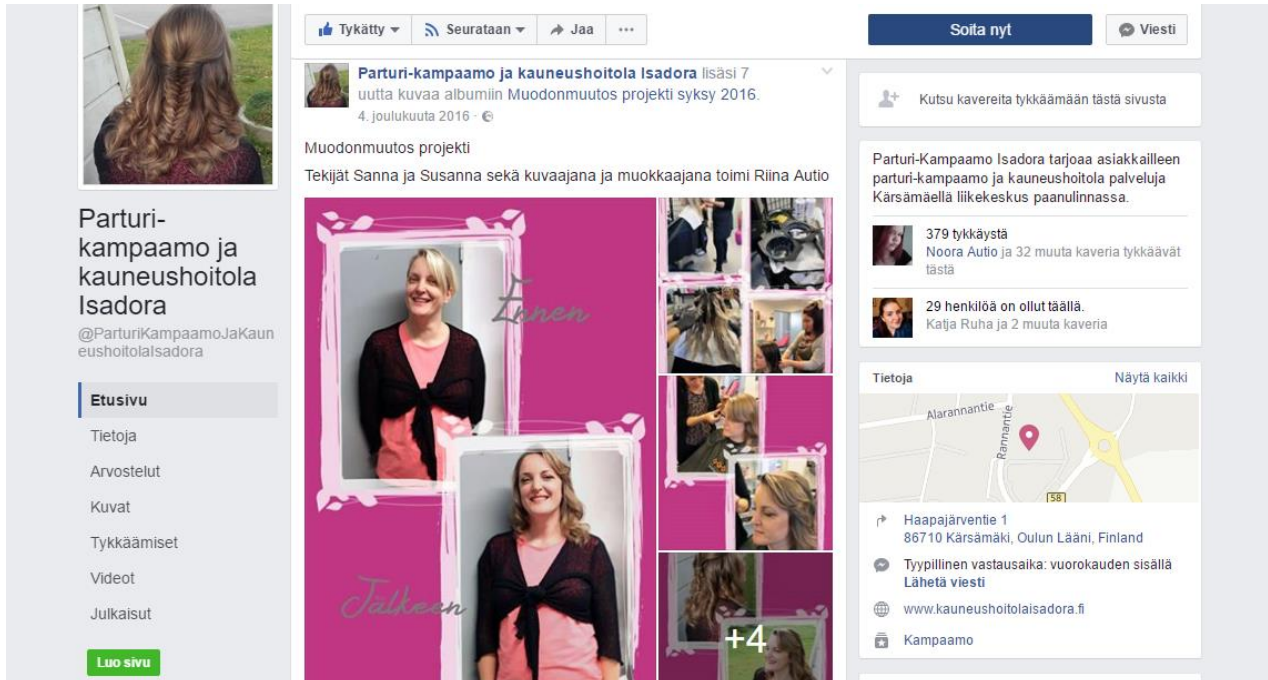 Tykätty
Seurataan
Jaa
Soita nyt
Viesti
Parturi-
kampaamo ja
kauneushoitola
Isadora
@ParturiKampaamoJaKaun
eushoitolaIsadora
Etusivu
Tietoja
Arvostelut
Kuvat
Tykkäämiset
Videot
Julkaisut
Luo sivu
Parturi-kampaamo ja kauneushoitola Isadora lisäsi 7
uutta kuvaa albumiin Muodonmuutos projekti syksy 2016.
4. joulukuuta 2016 ·
Muodonmuutos projekti
Tekijät Sanna ja Susanna sekä kuvaajana ja muokkaajana toimi Riina Autio
Ennen
Jälkeen
+4
Kutsu kavereita tykkäämään tästä sivusta
Parturi-Kampaamo Isadora tarjoaa asiakkailleen
parturi-kampaamo ja kauneushoitola palveluja
Kärsämäellä liikekeskus paanulinnassa.
379 tykkäystä
Noora Autio ja 32 muuta kaveria tykkäävät
tästä
29 henkilöä on ollut täällä.
Katja Ruha ja 2 muuta kaveria
Tietoja
Näytä kaikki
Alarannantie
Rannantie
58
Haapajärventie 1
86710 Kärsämäki, Oulun Lääni, Finland
Tyypillinen vastausaika: vuorokauden sisällä
Lähetä viesti
www.kauneushoitolaisadora.fi
Kampaamo